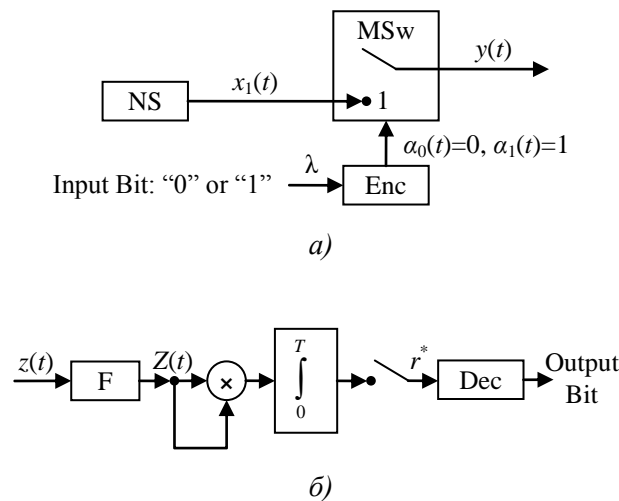 MSw
y(t)
x₁(t)
NS
1
α₀(t)=0, α₁(t)=1
λ
Input Bit: “0” or “1”
Enc
а)
z(t)
F
Z(t)
×
T
∫
0
r*
Dec
Output
Bit
б)